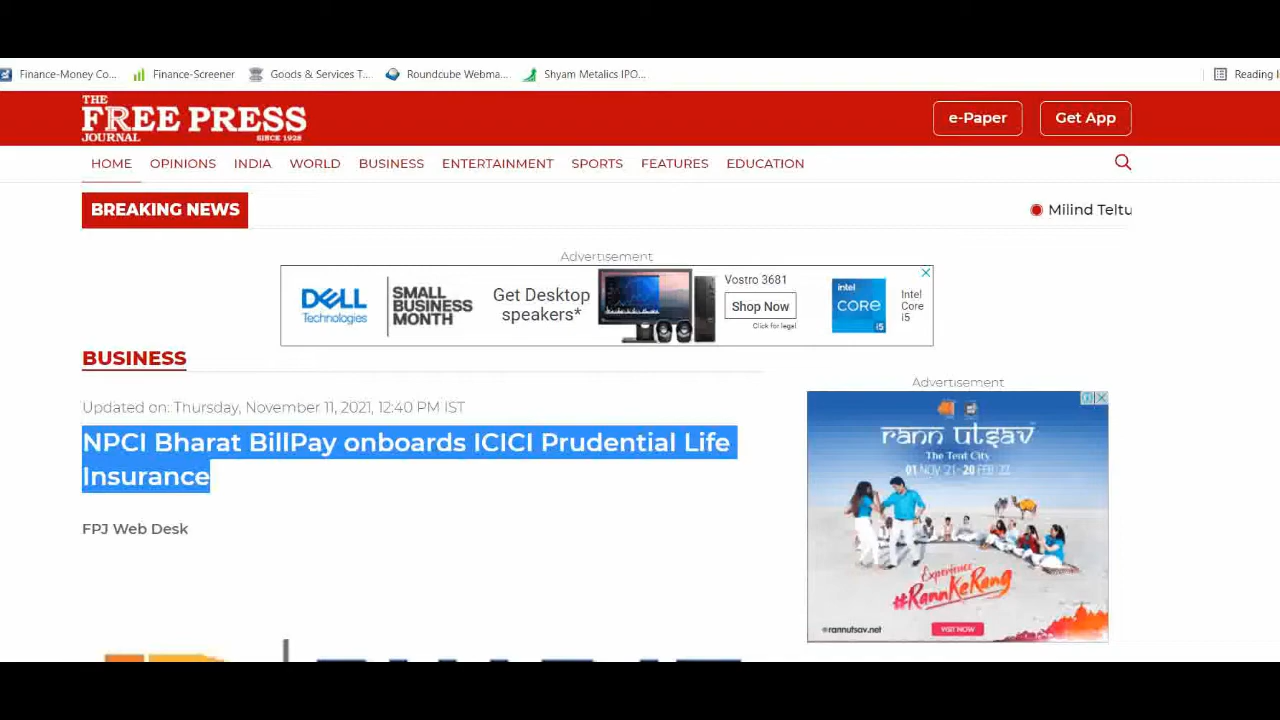 Finance-Money Co...
Finance-Screener
Goods & Services T...
Roundcube Webma...
Shyam Metalics IPO...
Reading
THE
FREE PRESS
JOURNAL
SINCE 1928
e-Paper
Get App
HOME
OPINIONS
INDIA
WORLD
BUSINESS
ENTERTAINMENT
SPORTS
FEATURES
EDUCATION
BREAKING NEWS
Milind Teltu
Advertisement
DELL
Technologies
SMALL
BUSINESS
MONTH
Get Desktop
speakers*
Vostro 3681
Shop Now
Click for legal
intel
CORE
i5
Intel
Core
i5
BUSINESS
Updated on: Thursday, November 11, 2021, 12:40 PM IST
NPCI Bharat BillPay onboards ICICI Prudential Life
Insurance
FPJ Web Desk
Advertisement
rann utsav
The Tent City
01 NOV '21 - 20 FEB '22
Experience
#RannKeRang
rannutsav.net
VISIT NOW